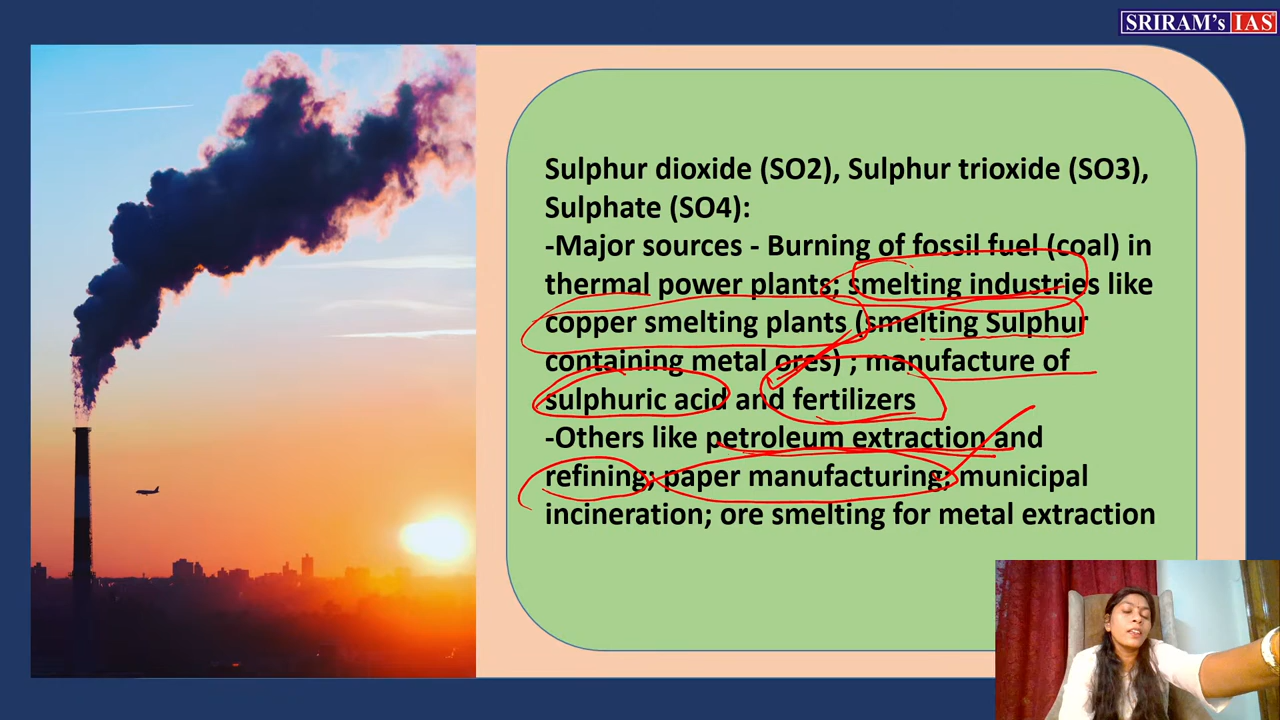 SRIRAM's IAS
Sulphur dioxide (SO2), Sulphur trioxide (SO3),
Sulphate (SO4):
-Major sources - Burning of fossil fuel (coal) in
thermal power plants; smelting industries like
copper smelting plants (smelting Sulphur
containing metal ores) ; manufacture of
sulphuric acid and fertilizers
-Others like petroleum extraction and
refining; paper manufacturing; municipal
incineration; ore smelting for metal extraction